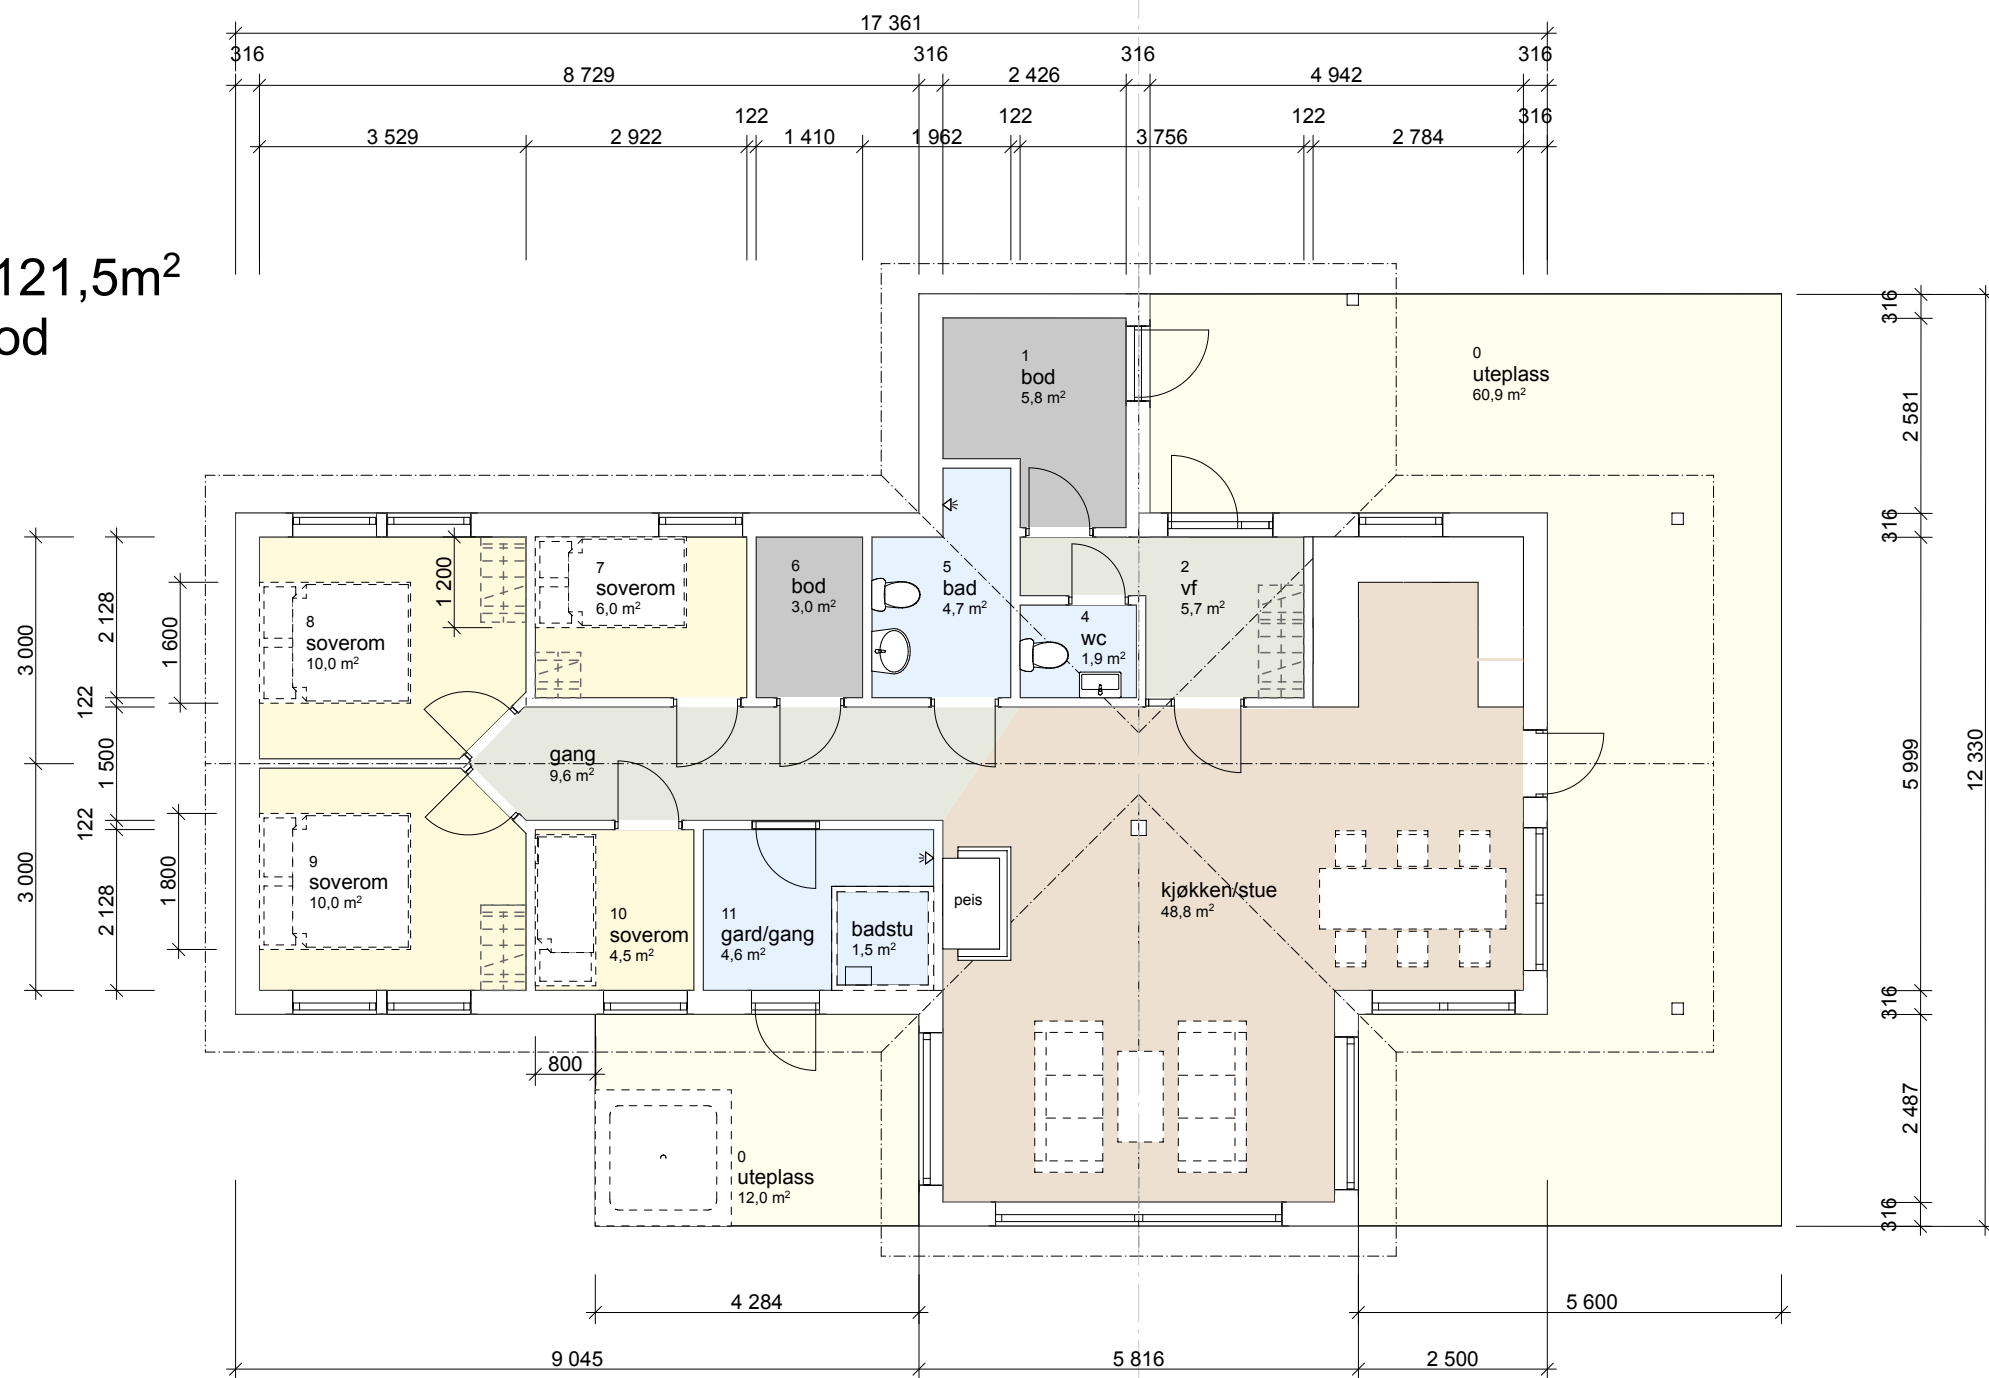 17 361
316
316
316
316
8 729
2 426
4 942
122
122
122
316
3 529
2 922
1 410
1 962
3 756
2 784
121,5m²
od
1
bod
5,8 m²
0
uteplass
60,9 m²
316
2 581
316
5 999
12 330
316
2 487
316
3 000
2 128
1 600
122
1 500
122
3 000
2 128
1 800
1 200
8
soverom
10,0 m²
7
soverom
6,0 m²
6
bod
3,0 m²
5
bad
4,7 m²
4
wc
1,9 m²
2
vf
5,7 m²
gang
9,6 m²
9
soverom
10,0 m²
10
soverom
4,5 m²
11
gard/gang
4,6 m²
badstu
1,5 m²
peis
kjøkken/stue
48,8 m²
800
0
uteplass
12,0 m²
4 284
5 600
9 045
5 816
2 500